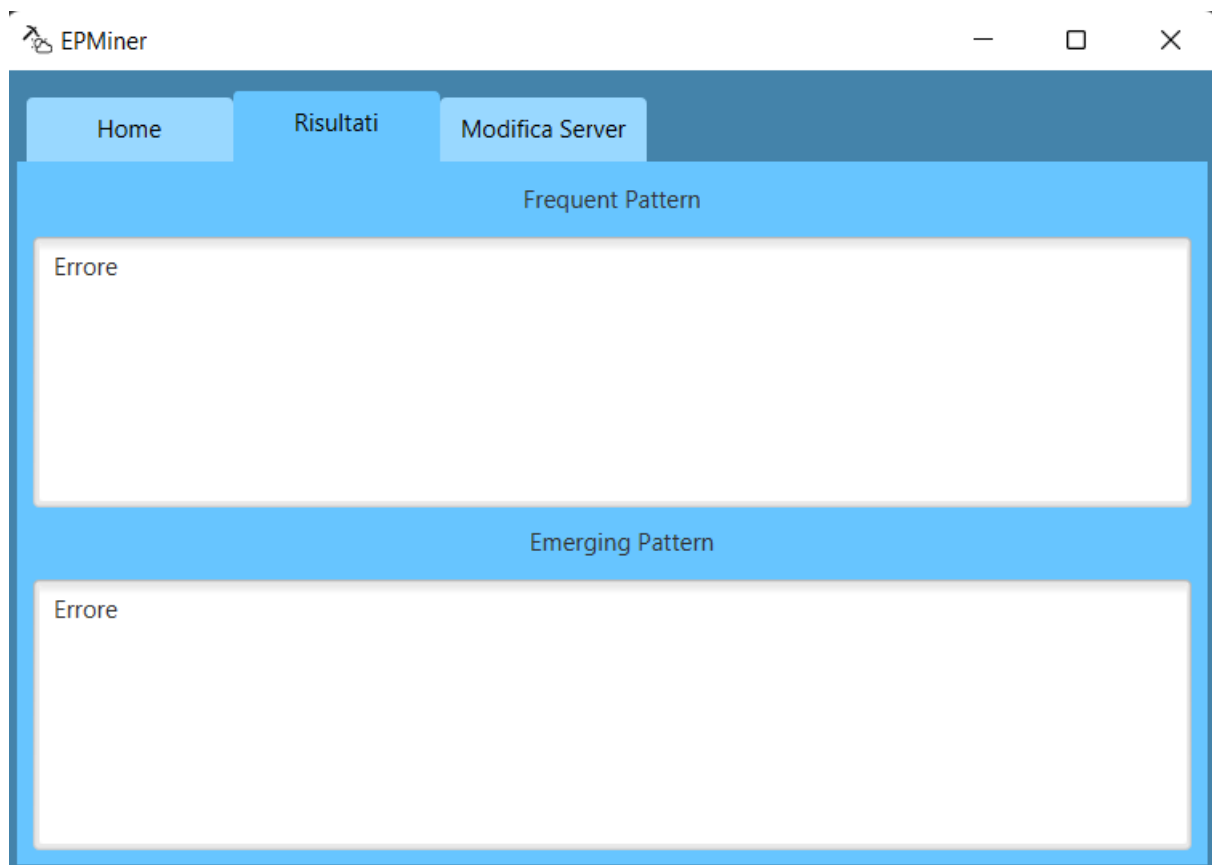 EPMiner
Home Risultati Modifica Server
Frequent Pattern
Errore
Emerging Pattern
Errore